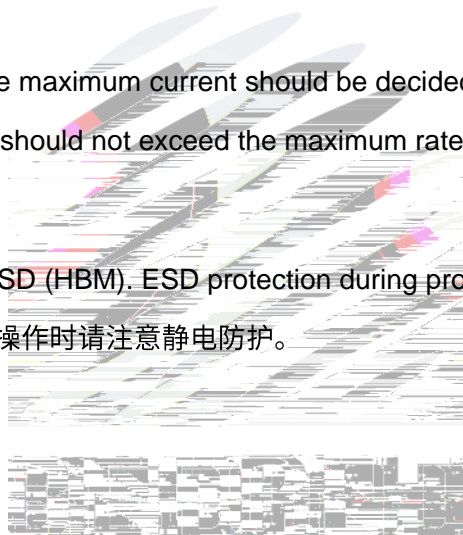 e maximum current should be decided
should not exceed the maximum rate
SD (HBM). ESD protection during pro
操作时请注意静电防护。